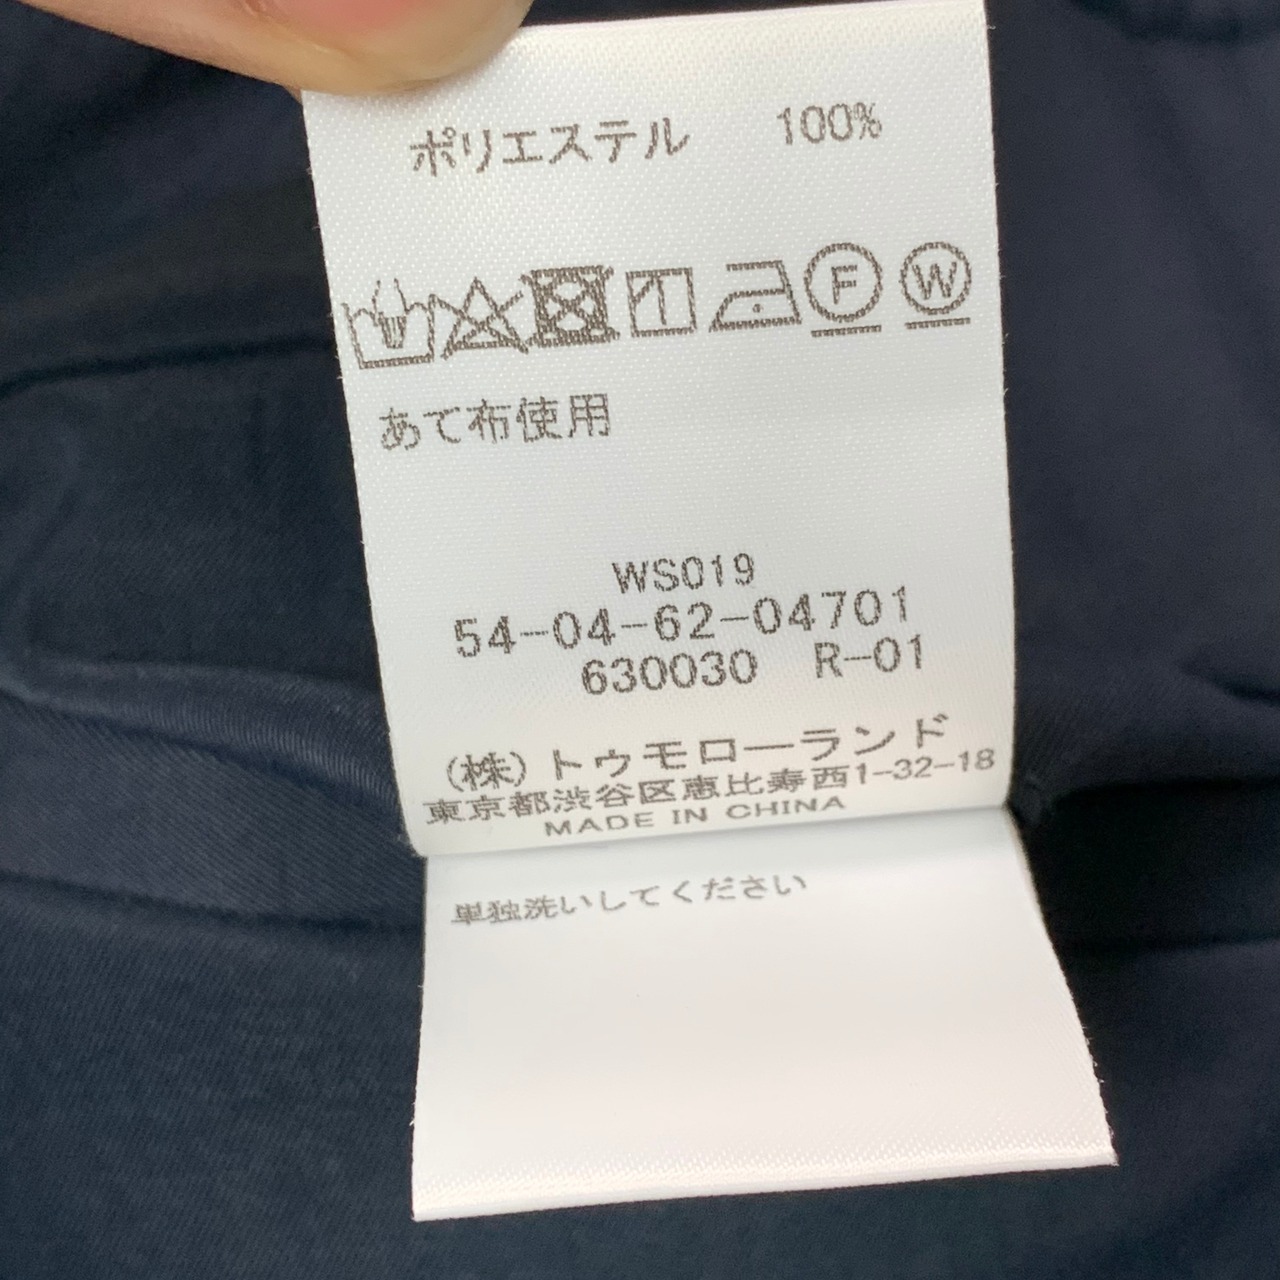 ポリエステル 100%
F W
あて布使用
WS019
54-04-62-04701
630030 R-01
(株)トゥモローランド
東京都渋谷区恵比寿西1-32-18
MADE IN CHINA
単独洗いしてください